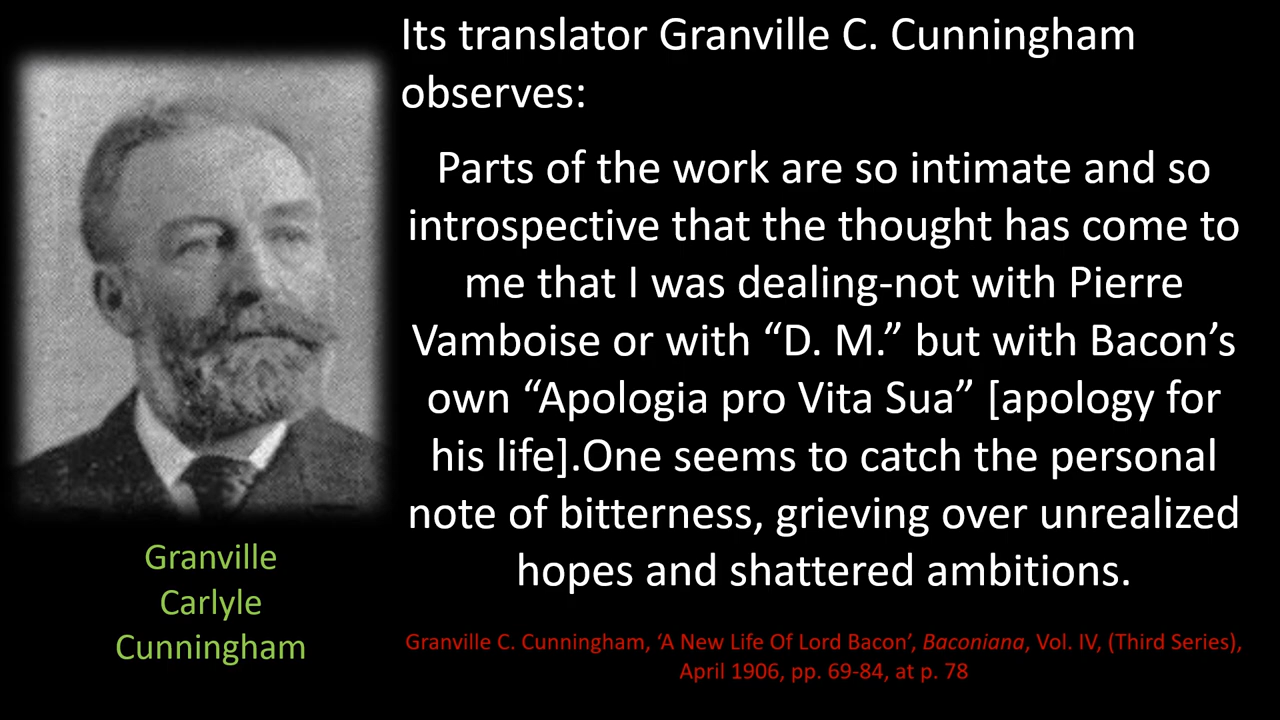 Its translator Granville C. Cunningham
observes:
Parts of the work are so intimate and so
introspective that the thought has come to
me that I was dealing-not with Pierre
Vamboise or with “D. M.” but with Bacon’s
own “Apologia pro Vita Sua” [apology for
his life].One seems to catch the personal
note of bitterness, grieving over unrealized
hopes and shattered ambitions.
Granville
Carlyle
Cunningham
Granville C. Cunningham, ‘A New Life Of Lord Bacon’, Baconiana, Vol. IV, (Third Series),
April 1906, pp. 69-84, at p. 78